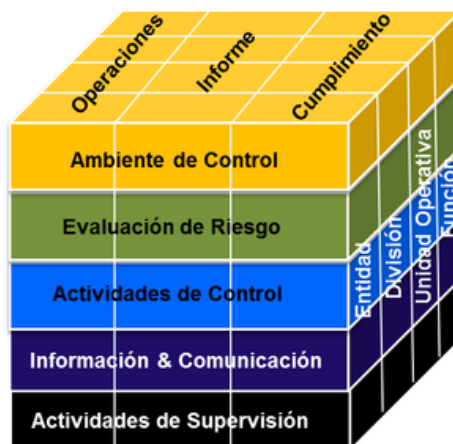 Operaciones
Informe
Cumplimiento
Ambiente de Control
Evaluación de Riesgo
Actividades de Control
Información & Comunicación
Actividades de Supervisión
Entidad
División
Unidad Operativa
Función